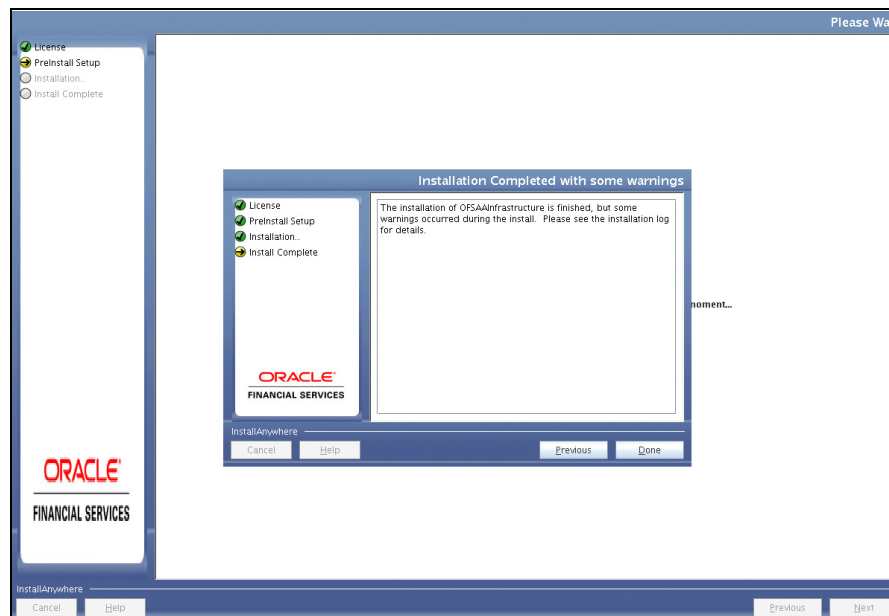 Please Wa
License
PreInstall Setup
Installation..
Install Complete
Installation Completed with some warnings
License
PreInstall Setup
Installation..
Install Complete
The installation of OFSAAInfrastructure is finished, but some
warnings occurred during the install. Please see the installation log
for details.
noment...
ORACLE
FINANCIAL SERVICES
InstallAnywhere
Cancel
Help
Previous
Done
ORACLE
FINANCIAL SERVICES
InstallAnywhere
Cancel
Help
Previous
Next